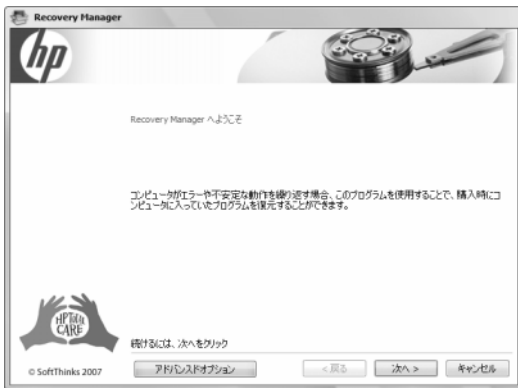 Recovery Manager
hp
Recovery Manager へようこそ
コンピュータがエラーや不安定な動作を繰り返す場合、このプログラムを使用することで、購入時にコ
ンピュータに入っていたプログラムを復元することができます。
HP Total
CARE
続けるには、次へをクリック
© SoftThinks 2007
アドバンスドオプション
< 戻る
次へ >
キャンセル